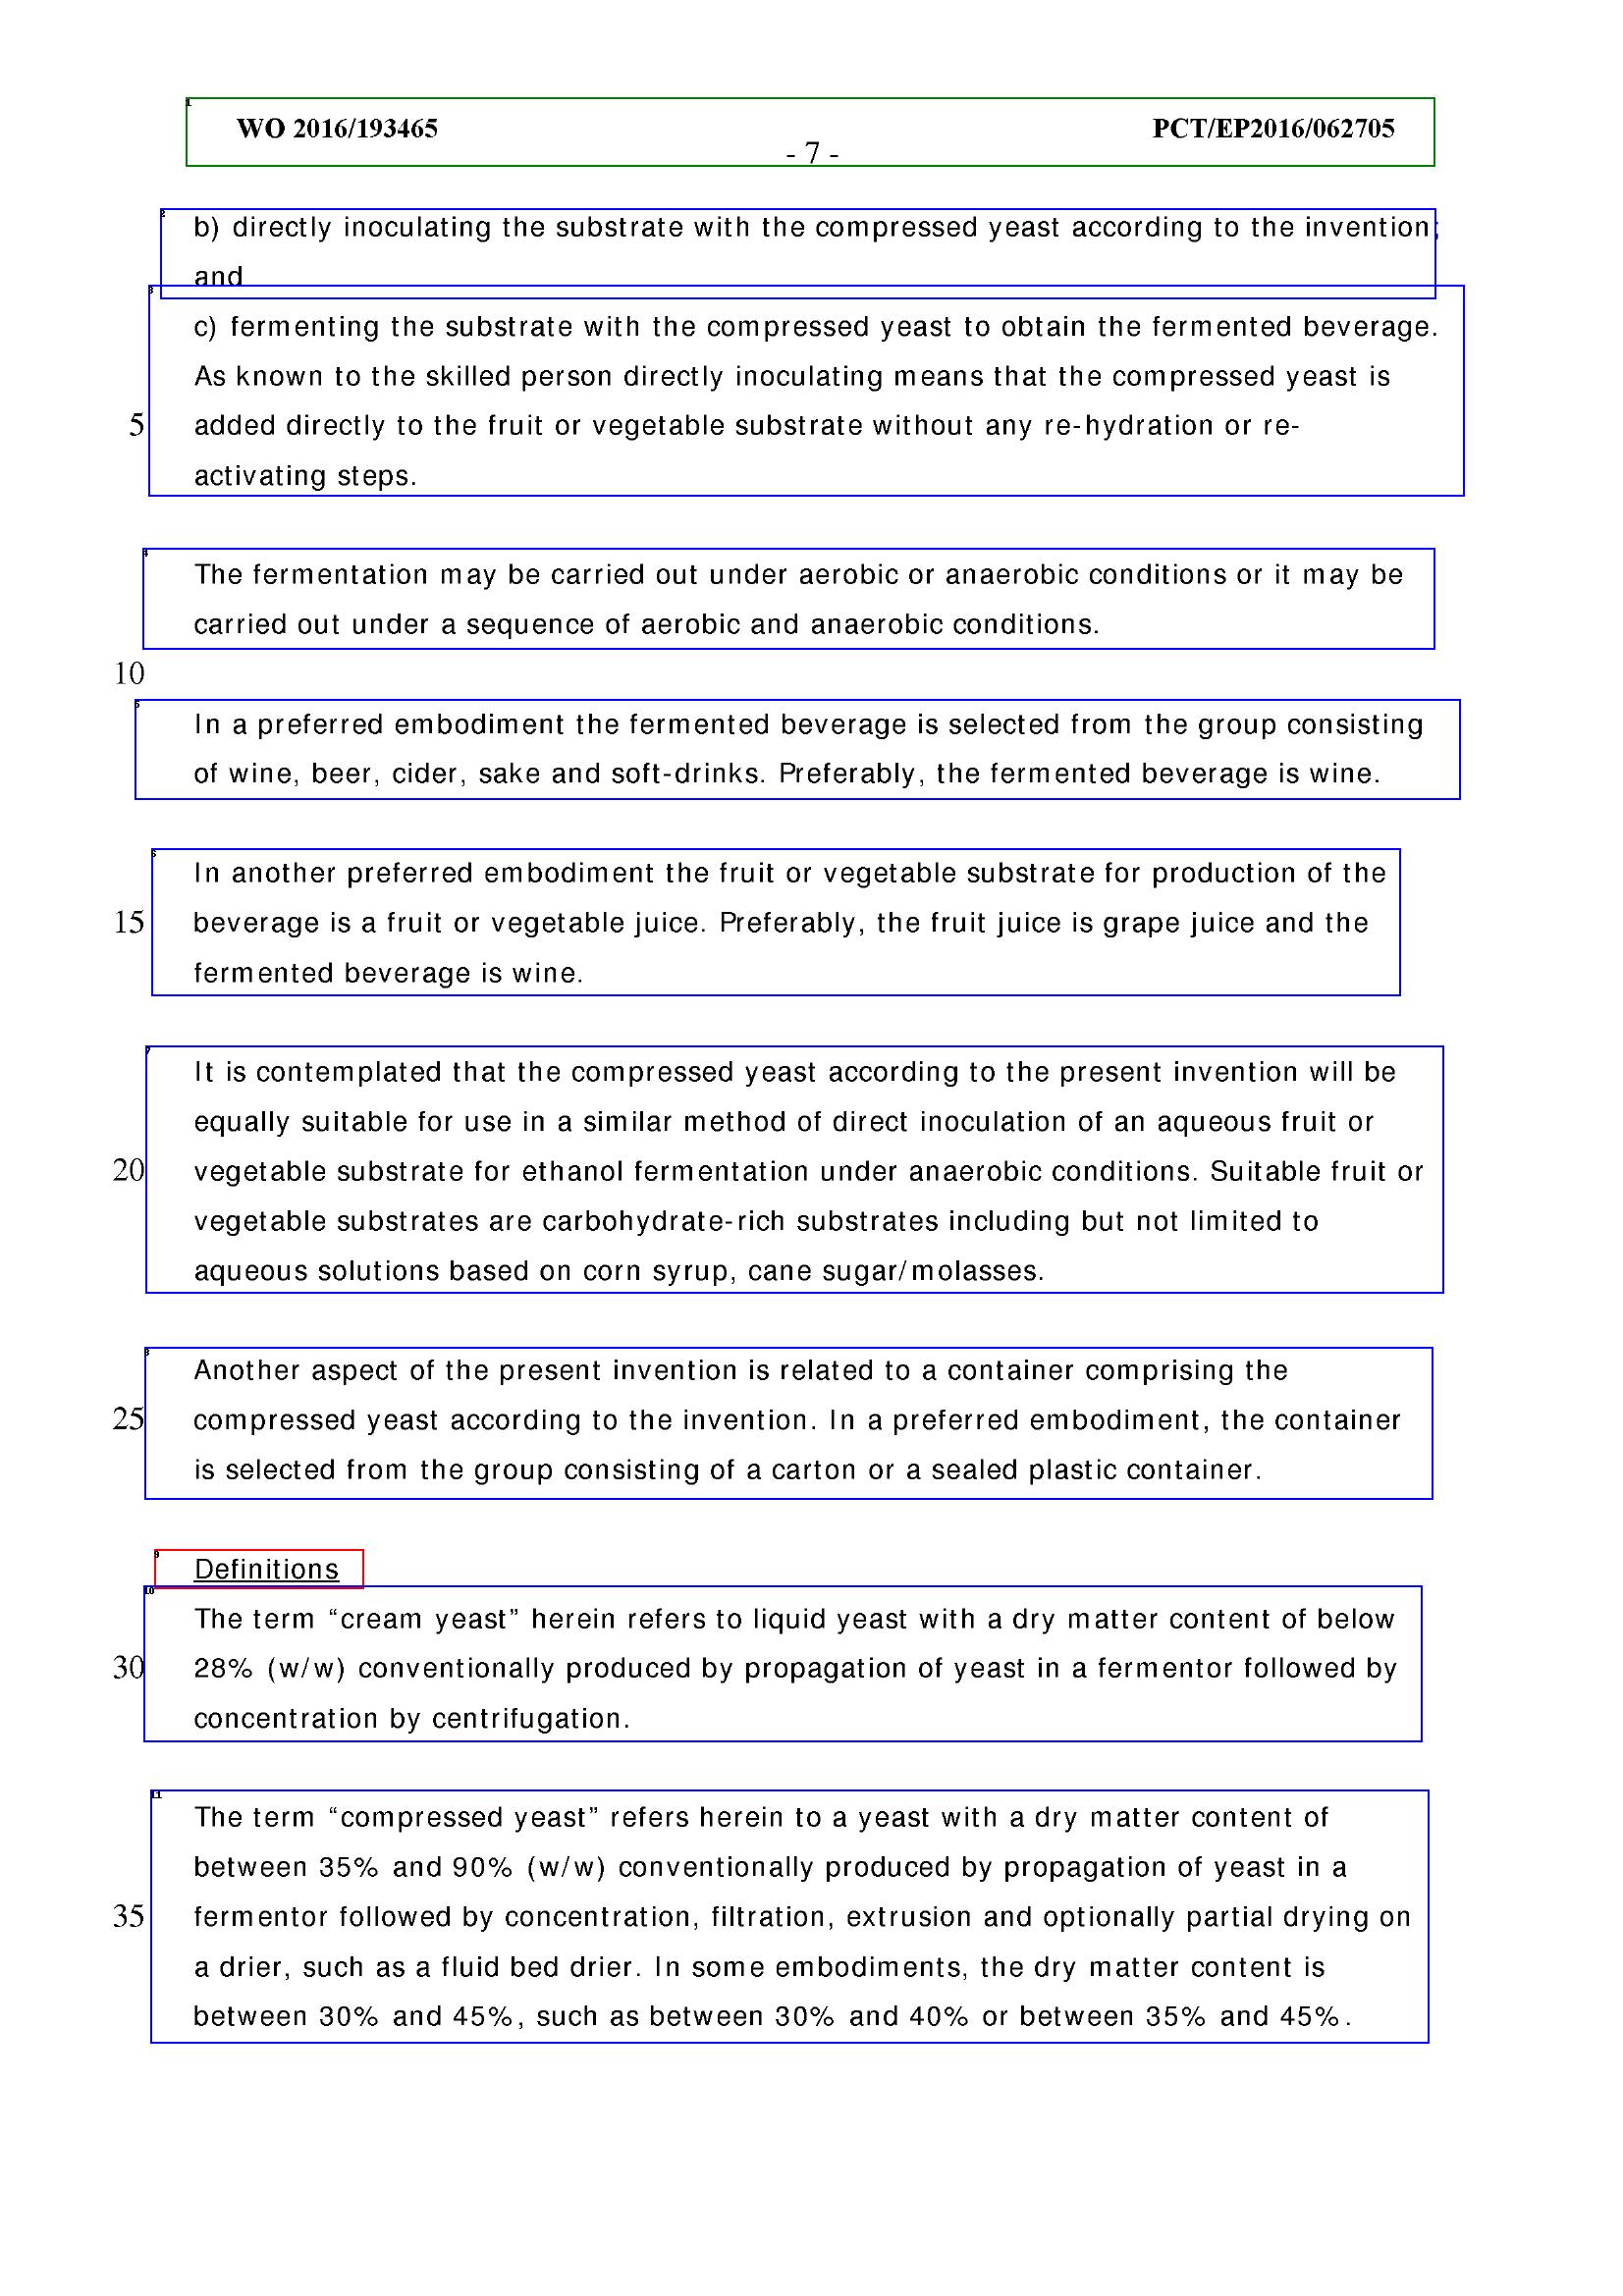 WO 2016/193465 PCT/EP2016/062705
- 7 -
b) directly inoculating the substrate with the compressed yeast according to the invention;
and
c) fermenting the substrate with the compressed yeast to obtain the fermented beverage.
As known to the skilled person directly inoculating means that the compressed yeast is
5 added directly to the fruit or vegetable substrate without any re-hydration or re-
activating steps.
The fermentation may be carried out under aerobic or anaerobic conditions or it may be
carried out under a sequence of aerobic and anaerobic conditions.
10
In a preferred embodiment the fermented beverage is selected from the group consisting
of wine, beer, cider, sake and soft-drinks. Preferably, the fermented beverage is wine.
In another preferred embodiment the fruit or vegetable substrate for production of the
15 beverage is a fruit or vegetable juice. Preferably, the fruit juice is grape juice and the
fermented beverage is wine.
It is contemplated that the compressed yeast according to the present invention will be
equally suitable for use in a similar method of direct inoculation of an aqueous fruit or
20 vegetable substrate for ethanol fermentation under anaerobic conditions. Suitable fruit or
vegetable substrates are carbohydrate-rich substrates including but not limited to
aqueous solutions based on corn syrup, cane sugar/molasses.
Another aspect of the present invention is related to a container comprising the
25 compressed yeast according to the invention. In a preferred embodiment, the container
is selected from the group consisting of a carton or a sealed plastic container.
Definitions
The term “cream yeast” herein refers to liquid yeast with a dry matter content of below
30 28% (w/w) conventionally produced by propagation of yeast in a fermentor followed by
concentration by centrifugation.
The term “compressed yeast” refers herein to a yeast with a dry matter content of
between 35% and 90% (w/w) conventionally produced by propagation of yeast in a
35 fermentor followed by concentration, filtration, extrusion and optionally partial drying on
a drier, such as a fluid bed drier. In some embodiments, the dry matter content is
between 30% and 45%, such as between 30% and 40% or between 35% and 45%.